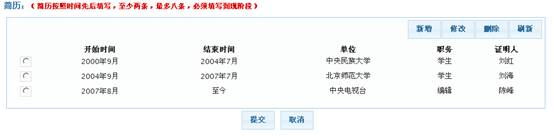 简历：（ 简历按照时间先后填写，至少两条，最多八条，必须填写到现阶段 ）
新增 修改 删除 刷新
开始时间 结束时间 单位 职务 证明人
2000年9月 2004年7月 中央民族大学 学生 刘红
2004年9月 2007年7月 北京师范大学 学生 刘海
2007年8月 至今 中央电视台 编辑 陈峰
提交 取消